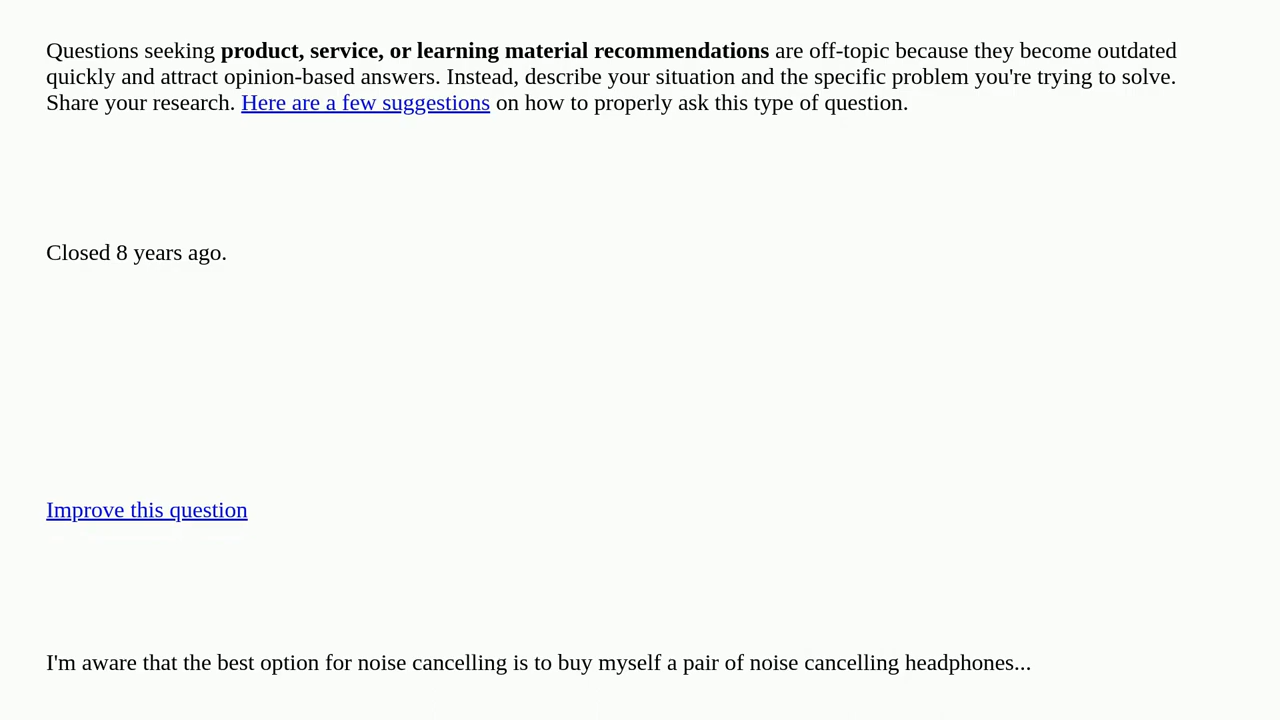 Questions seeking product, service, or learning material recommendations are off-topic because they become outdated
quickly and attract opinion-based answers. Instead, describe your situation and the specific problem you're trying to solve.
Share your research. Here are a few suggestions on how to properly ask this type of question.
Closed 8 years ago.
Improve this question
I'm aware that the best option for noise cancelling is to buy myself a pair of noise cancelling headphones...